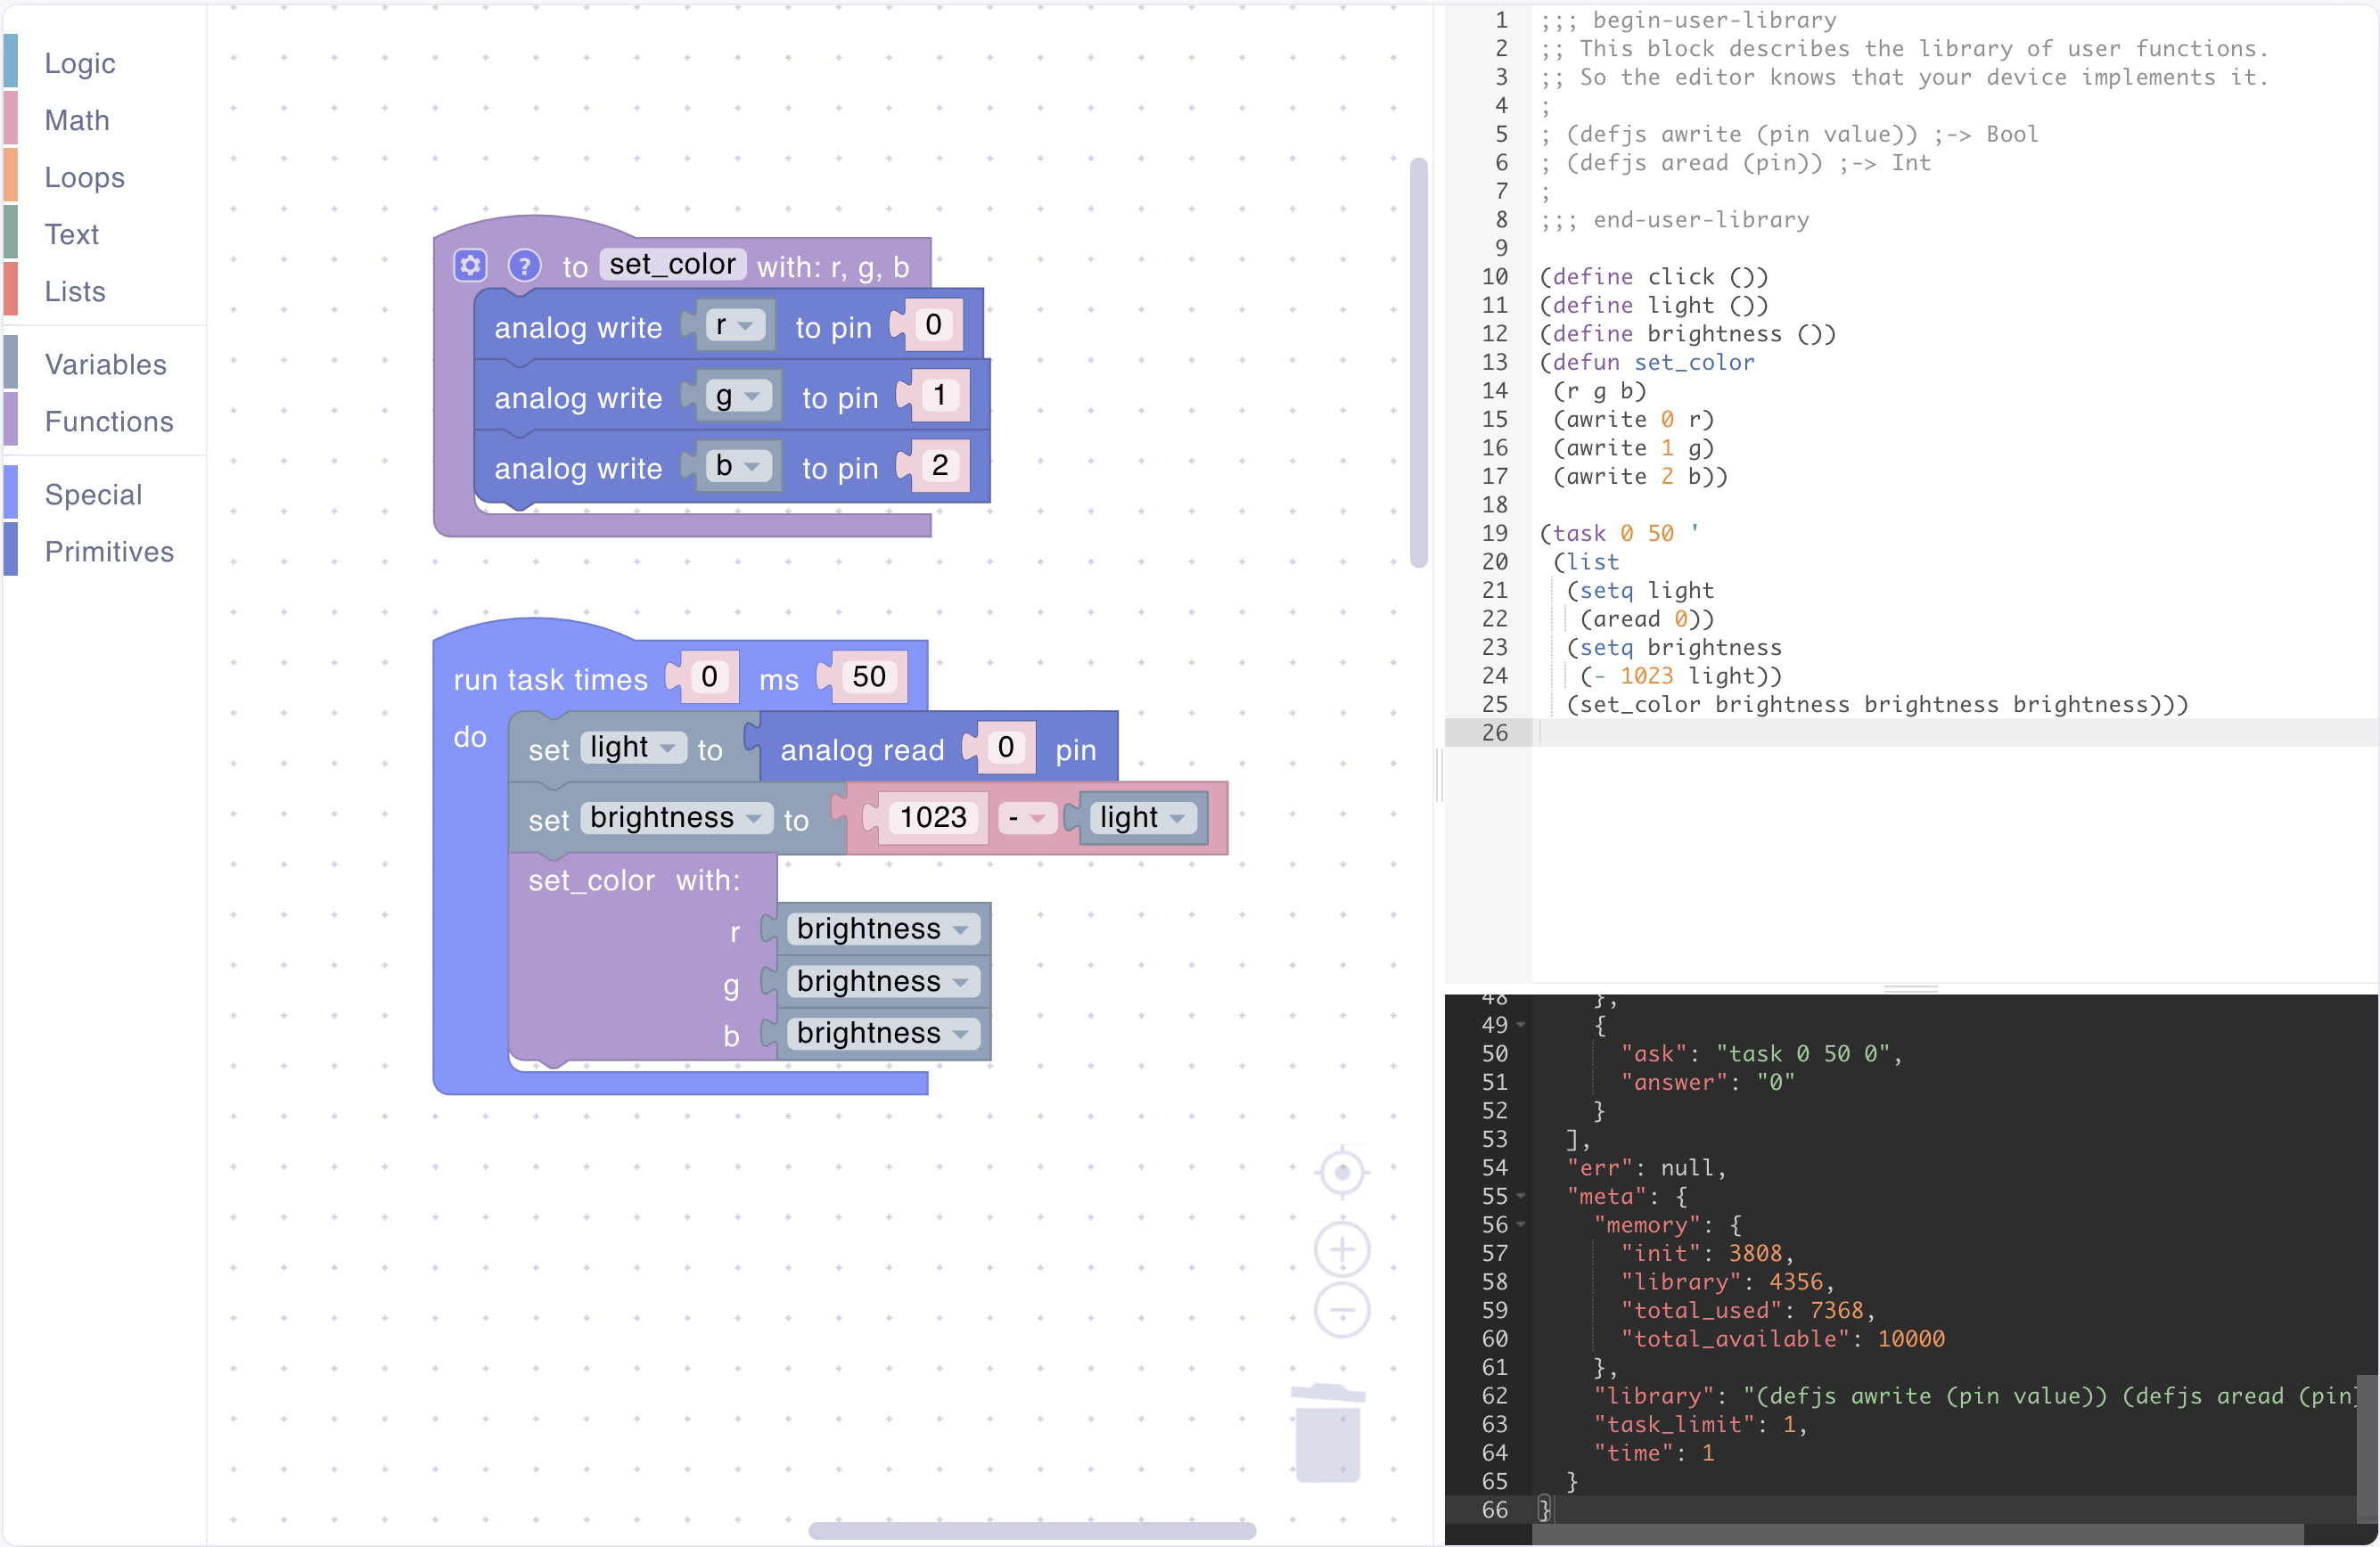 Logic
Math
Loops
Text
Lists
Variables
Functions
Special
Primitives
? to set_color with: r, g, b
analog write r to pin 0
analog write g to pin 1
analog write b to pin 2
run task times 0 ms 50
do set light to analog read 0 pin
set brightness to 1023 - light
set_color with:
r brightness
g brightness
b brightness
1 ;;; begin-user-library
2 ;; This block describes the library of user functions.
3 ;; So the editor knows that your device implements it.
4 ;
5 ; (defjs awrite (pin value)) ;-> Bool
6 ; (defjs aread (pin)) ;-> Int
7 ;
8 ;;; end-user-library
9
10 (define click ())
11 (define light ())
12 (define brightness ())
13 (defun set_color
14 (r g b)
15 (awrite 0 r)
16 (awrite 1 g)
17 (awrite 2 b))
18
19 (task 0 50 '
20 (list
21 (setq light
22 (aread 0))
23 (setq brightness
24 (- 1023 light))
25 (set_color brightness brightness brightness)))
26
48 },
49 {
50 "ask": "task 0 50 0",
51 "answer": "0"
52 }
53 ],
54 "err": null,
55 "meta": {
56 "memory": {
57 "init": 3808,
58 "library": 4356,
59 "total_used": 7368,
60 "total_available": 10000
61 },
62 "library": "(defjs awrite (pin value)) (defjs aread (pin)
63 "task_limit": 1,
64 "time": 1
65 }
66 }